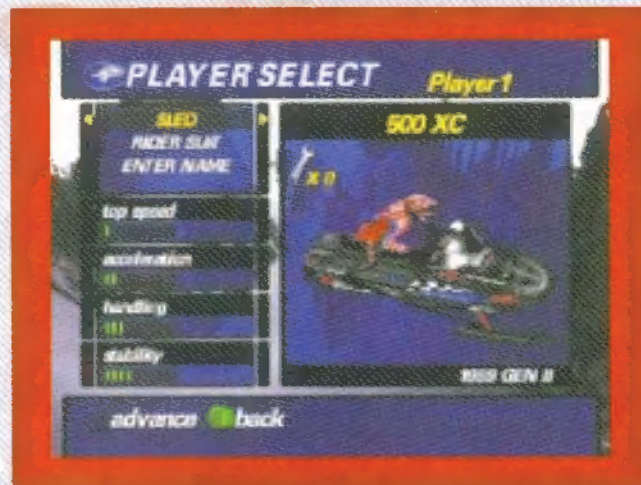 PLAYER SELECT
Player 1
SLED
RIDER SUIT
ENTER NAME
top speed
acceleration
handling
stability
500 XC
X 0
1999 GEN II
advance back